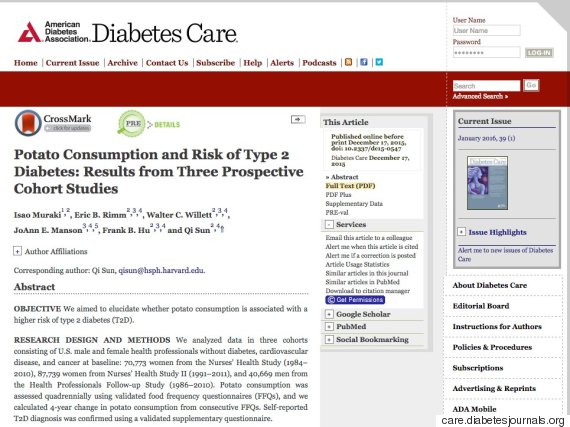 American
Diabetes
Association.
Diabetes Care
User Name
User Name
Password
LOG-IN
Home | Current Issue | Archive | Contact Us | Subscribe | Help | Alerts | Podcasts
Search
Go
Advanced Search »
CrossMark
click for updates
PRE
DETAILS
Potato Consumption and Risk of Type 2
Diabetes: Results from Three Prospective
Cohort Studies
Isao Muraki1,2, Eric B. Rimm2,3,4, Walter C. Willett2,3,4,
JoAnn E. Manson3,4,5, Frank B. Hu2,3,4 and Qi Sun2,4¶
+ Author Affiliations
Corresponding author: Qi Sun, qisun@hsph.harvard.edu.
Abstract
OBJECTIVE We aimed to elucidate whether potato consumption is associated with a
higher risk of type 2 diabetes (T2D).
RESEARCH DESIGN AND METHODS We analyzed data in three cohorts
consisting of U.S. male and female health professionals without diabetes, cardiovascular
disease, and cancer at baseline: 70,773 women from the Nurses' Health Study (1984–
2010), 87,739 women from Nurses' Health Study II (1991–2011), and 40,669 men from
the Health Professionals Follow-up Study (1986–2010). Potato consumption was
assessed quadrennially using validated food frequency questionnaires (FFQs), and we
calculated 4-year change in potato consumption from consecutive FFQs. Self-reported
T2D diagnosis was confirmed using a validated supplementary questionnaire.
This Article
Published online before
print December 17, 2015,
doi: 10.2337/dc15-0547
Diabetes Care December 17,
2015
» Abstract
Full Text (PDF)
PDF Plus
Supplementary Data
PRE-val
- Services
Email this article to a colleague
Alert me when this article is cited
Alert me if a correction is posted
Article Usage Statistics
Similar articles in this journal
Similar articles in PubMed
Download to citation manager
© Get Permissions
+ Google Scholar
+ PubMed
+ Social Bookmarking
Current Issue
January 2016, 39 (1)
Diabetes Care
+ Issue Highlights
Alert me to new issues of Diabetes
Care
About Diabetes Care
Editorial Board
Instructions for Authors
Policies & Procedures
Subscriptions
Advertising & Reprints
ADA Mobile
care.diabetesjournals.org